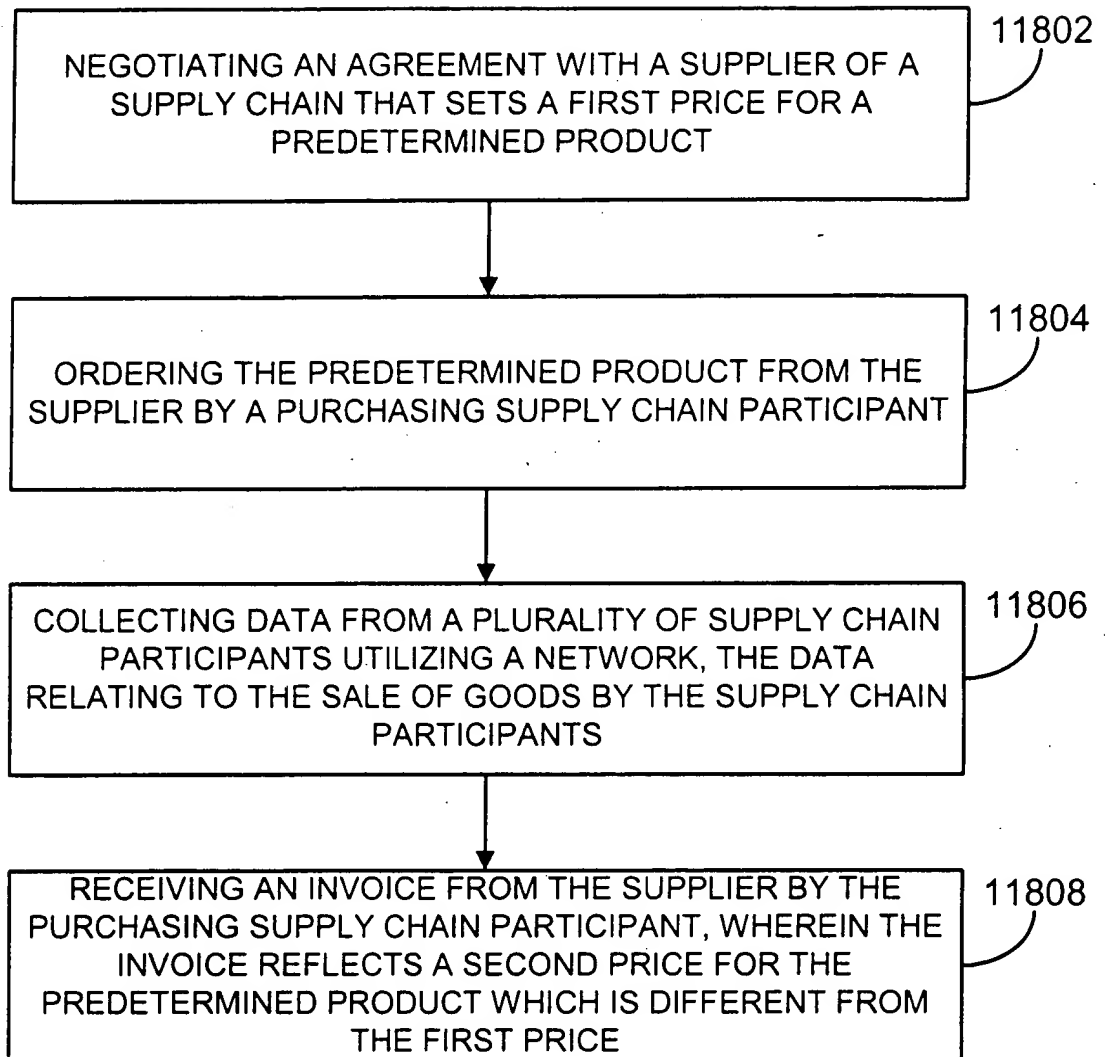 11802
NEGOTIATING AN AGREEMENT WITH A SUPPLIER OF A
SUPPLY CHAIN THAT SETS A FIRST PRICE FOR A
PREDETERMINED PRODUCT
11804
ORDERING THE PREDETERMINED PRODUCT FROM THE
SUPPLIER BY A PURCHASING SUPPLY CHAIN PARTICIPANT
11806
COLLECTING DATA FROM A PLURALITY OF SUPPLY CHAIN
PARTICIPANTS UTILIZING A NETWORK, THE DATA
RELATING TO THE SALE OF GOODS BY THE SUPPLY CHAIN
PARTICIPANTS
11808
RECEIVING AN INVOICE FROM THE SUPPLIER BY THE
PURCHASING SUPPLY CHAIN PARTICIPANT, WHEREIN THE
INVOICE REFLECTS A SECOND PRICE FOR THE
PREDETERMINED PRODUCT WHICH IS DIFFERENT FROM
THE FIRST PRICE